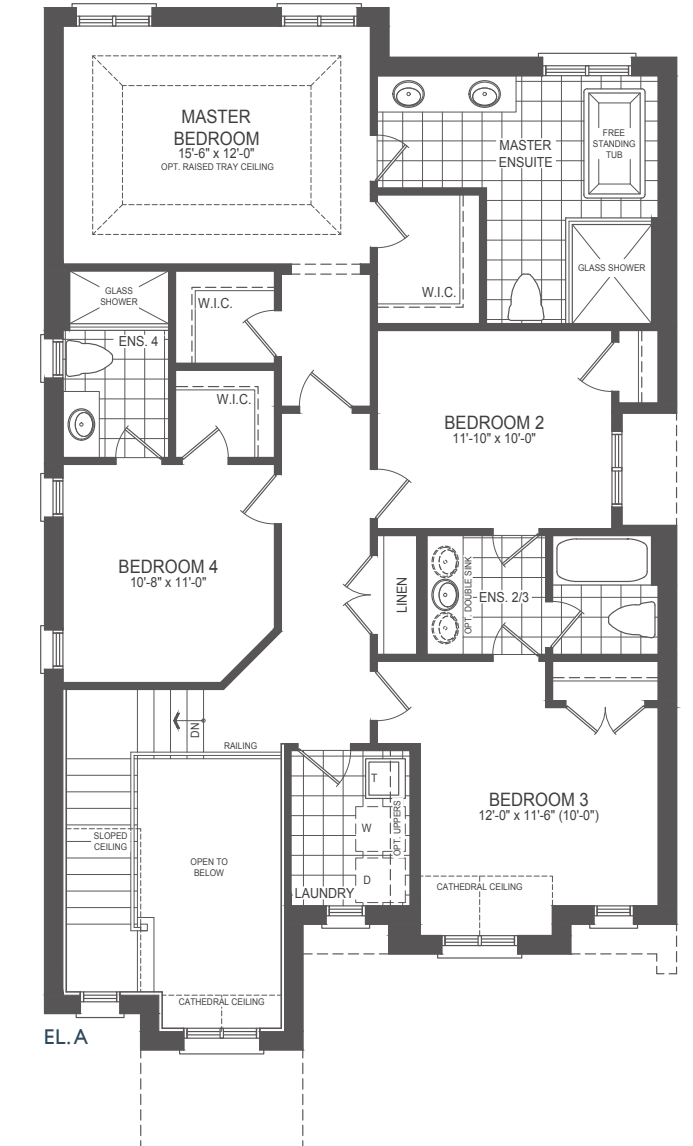 MASTER
BEDROOM
15'-6" x 12'-0"
OPT. RAISED TRAY CEILING
MASTER
ENSUITE
FREE
STANDING
TUB
GLASS SHOWER
W.I.C.
GLASS
SHOWER
W.I.C.
ENS. 4
W.I.C.
BEDROOM 2
11'-10" x 10'-0"
BEDROOM 4
10'-8" x 11'-0"
LINEN
OPT. DOUBLE SINK
ENS. 2/3
DN
RAILING
SLOPED
CEILING
OPEN TO
BELOW
T
W
D
OPT. UPPERS
LAUNDRY
BEDROOM 3
12'-0" x 11'-6" (10'-0")
CATHEDRAL CEILING
CATHEDRAL CEILING
EL. A